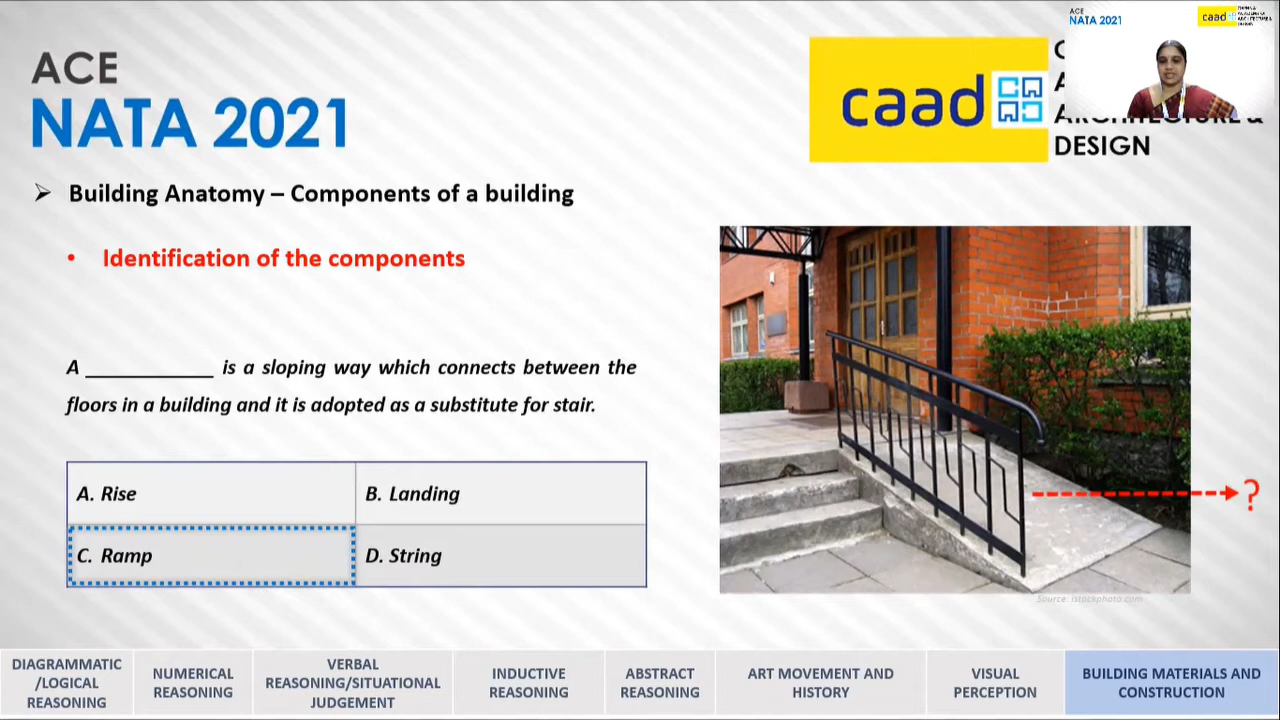 ACE
NATA 2021
caad
ACE
NATA 2021
caad
DESIGN
➢ Building Anatomy – Components of a building
• Identification of the components
A ____________ is a sloping way which connects between the
floors in a building and it is adopted as a substitute for stair.
A. Rise
B. Landing
C. Ramp
D. String
?
Source: istockphoto.com
DIAGRAMMATIC
/LOGICAL
REASONING
NUMERICAL
REASONING
VERBAL
REASONING/SITUATIONAL
JUDGEMENT
INDUCTIVE
REASONING
ABSTRACT
REASONING
ART MOVEMENT AND
HISTORY
VISUAL
PERCEPTION
BUILDING MATERIALS AND
CONSTRUCTION